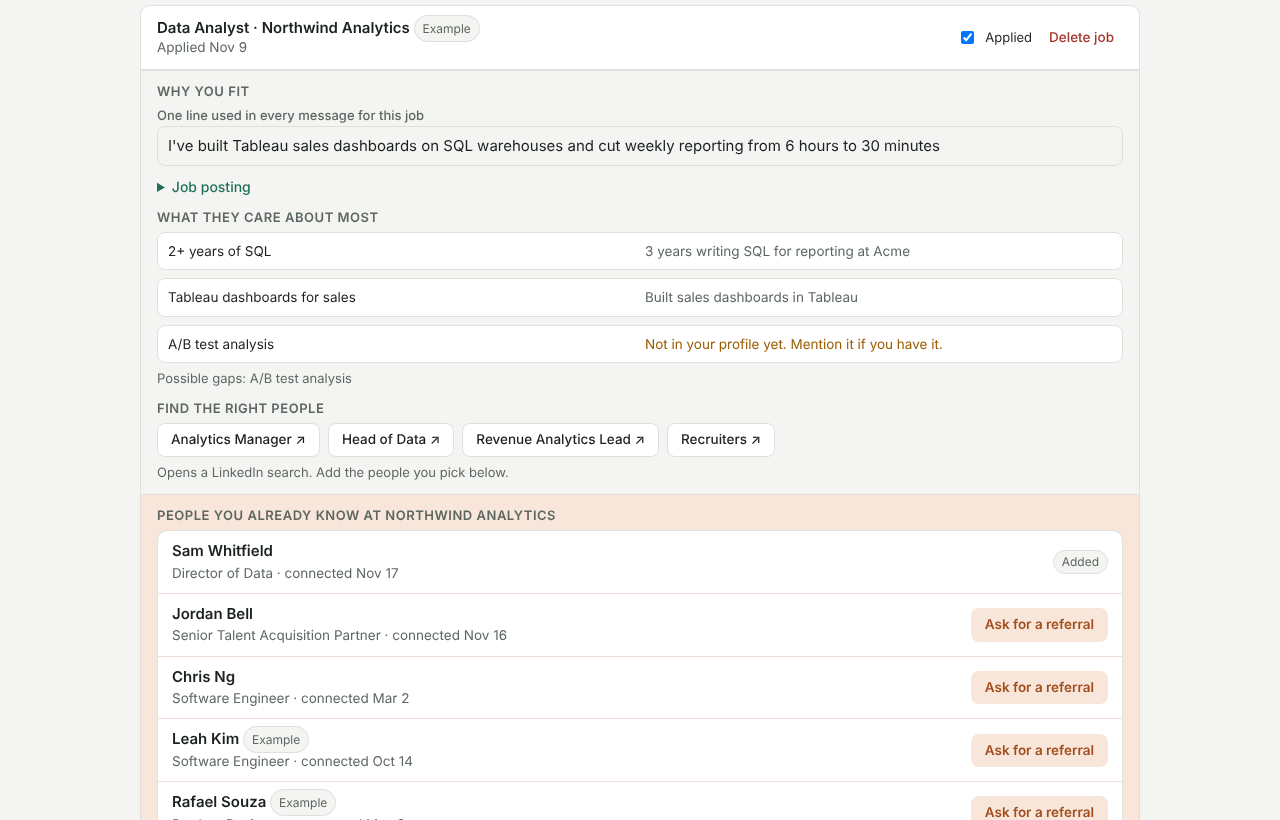 Data Analyst · Northwind Analytics Example
Applied Nov 9
Applied
Delete job
WHY YOU FIT
One line used in every message for this job
I've built Tableau sales dashboards on SQL warehouses and cut weekly reporting from 6 hours to 30 minutes
▶ Job posting
WHAT THEY CARE ABOUT MOST
2+ years of SQL
3 years writing SQL for reporting at Acme
Tableau dashboards for sales
Built sales dashboards in Tableau
A/B test analysis
Not in your profile yet. Mention it if you have it.
Possible gaps: A/B test analysis
FIND THE RIGHT PEOPLE
Analytics Manager ↗
Head of Data ↗
Revenue Analytics Lead ↗
Recruiters ↗
Opens a LinkedIn search. Add the people you pick below.
PEOPLE YOU ALREADY KNOW AT NORTHWIND ANALYTICS
Sam Whitfield
Director of Data · connected Nov 17
Added
Jordan Bell
Senior Talent Acquisition Partner · connected Nov 16
Ask for a referral
Chris Ng
Software Engineer · connected Mar 2
Ask for a referral
Leah Kim Example
Software Engineer · connected Oct 14
Ask for a referral
Rafael Souza Example
Ask for a referral